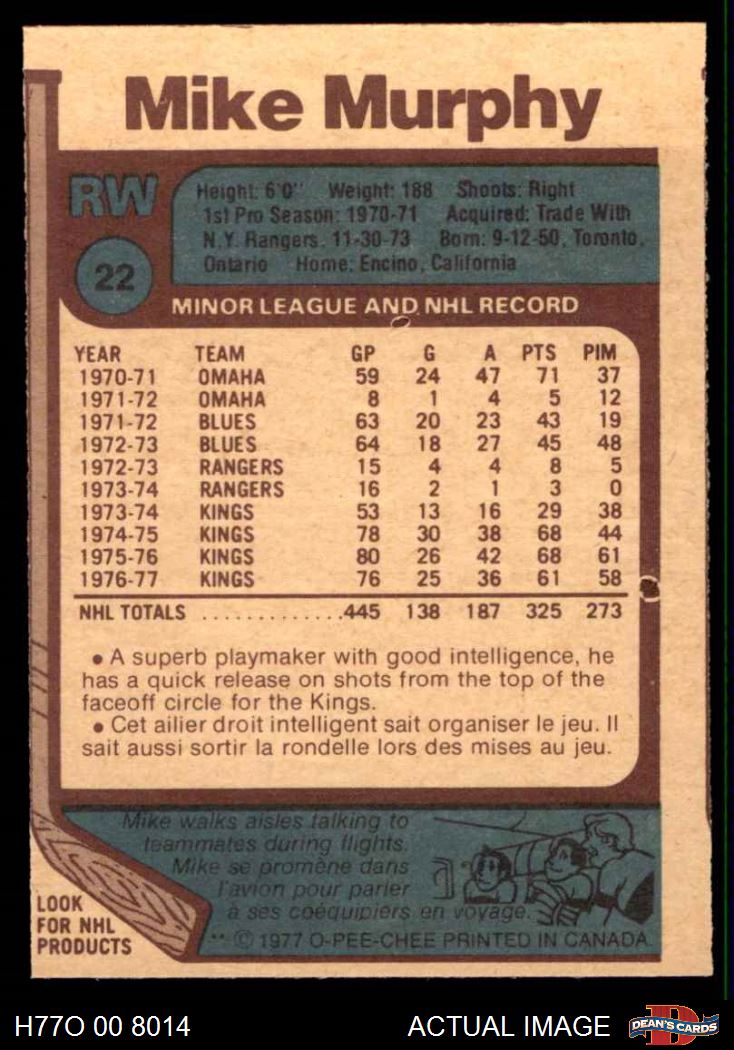 Mike Murphy
RW
22
Height: 6'0" Weight: 188 Shoots: Right
1st Pro Season: 1970-71 Acquired: Trade With
N.Y. Rangers, 11-30-73 Born: 9-12-50, Toronto,
Ontario Home: Encino, California
MINOR LEAGUE AND NHL RECORD
YEAR TEAM GP G A PTS PIM
1970-71 OMAHA 59 24 47 71 37
1971-72 OMAHA 8 1 4 5 12
1971-72 BLUES 63 20 23 43 19
1972-73 BLUES 64 18 27 45 48
1972-73 RANGERS 15 4 4 8 5
1973-74 RANGERS 16 2 1 3 0
1973-74 KINGS 53 13 16 29 38
1974-75 KINGS 78 30 38 68 44
1975-76 KINGS 80 26 42 68 61
1976-77 KINGS 76 25 36 61 58
NHL TOTALS .............445 138 187 325 273
• A superb playmaker with good intelligence, he
has a quick release on shots from the top of the
faceoff circle for the Kings.
• Cet ailier droit intelligent sait organiser le jeu. Il
sait aussi sortir la rondelle lors des mises au jeu.
Mike walks aisles talking to
teammates during flights.
Mike se promène dans
l'avion pour parler
à ses coéquipiers en voyage.
LOOK
FOR NHL
PRODUCTS
** © 1977 O-PEE-CHEE PRINTED IN CANADA
H77O 00 8014 ACTUAL IMAGE DEAN'S CARDS